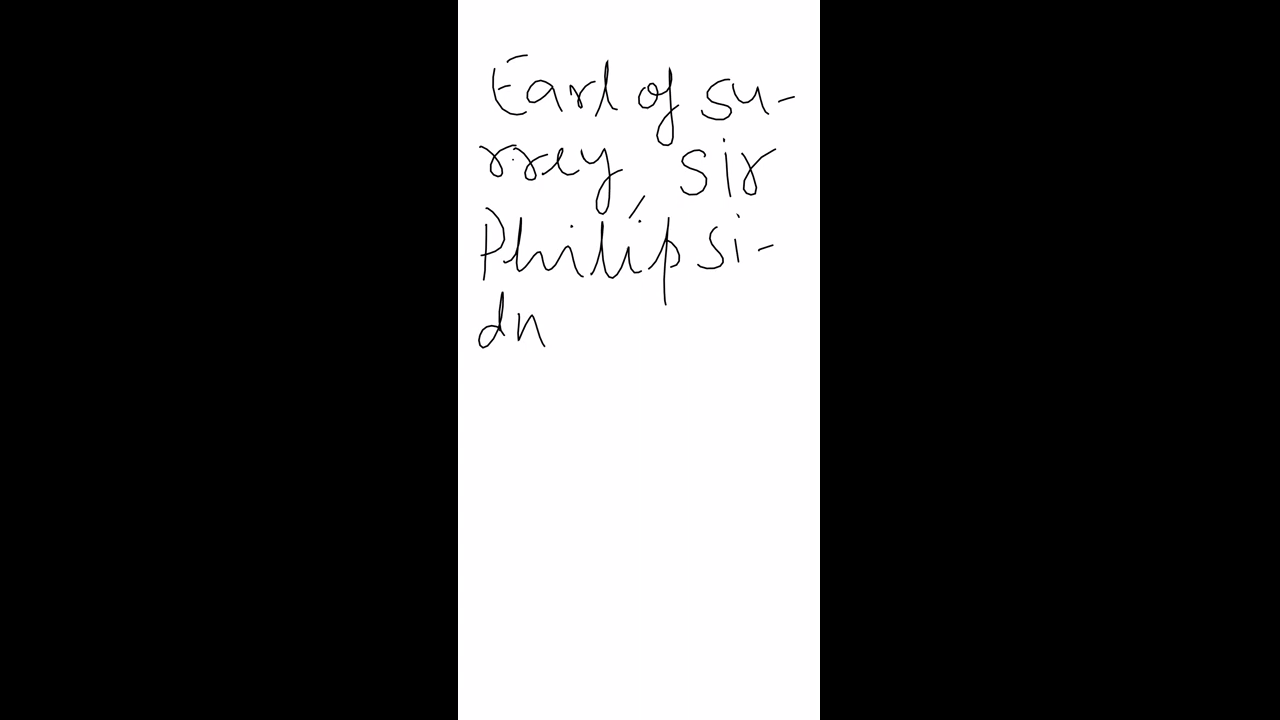 Earl of su-
rrey, sir
Philip si-
dn